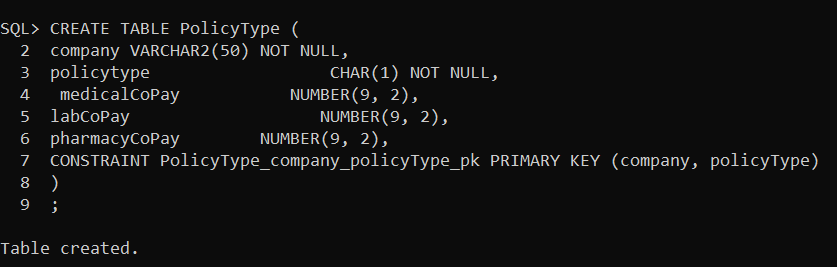 SQL> CREATE TABLE PolicyType (
  2  company VARCHAR2(50) NOT NULL,
  3  policytype                  CHAR(1) NOT NULL,
  4   medicalCoPay           NUMBER(9, 2),
  5  labCoPay                   NUMBER(9, 2),
  6  pharmacyCoPay        NUMBER(9, 2),
  7  CONSTRAINT PolicyType_company_policyType_pk PRIMARY KEY (company, policyType)
  8  )
  9  ;
Table created.